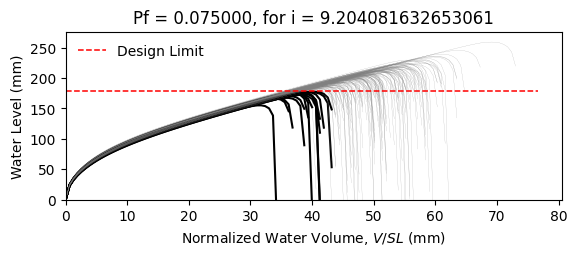 Pf = 0.075000, for i = 9.204081632653061
Design Limit
Water Level (mm)
250
200
150
100
50
0
0 10 20 30 40 50 60 70 80
Normalized Water Volume, V/SL (mm)